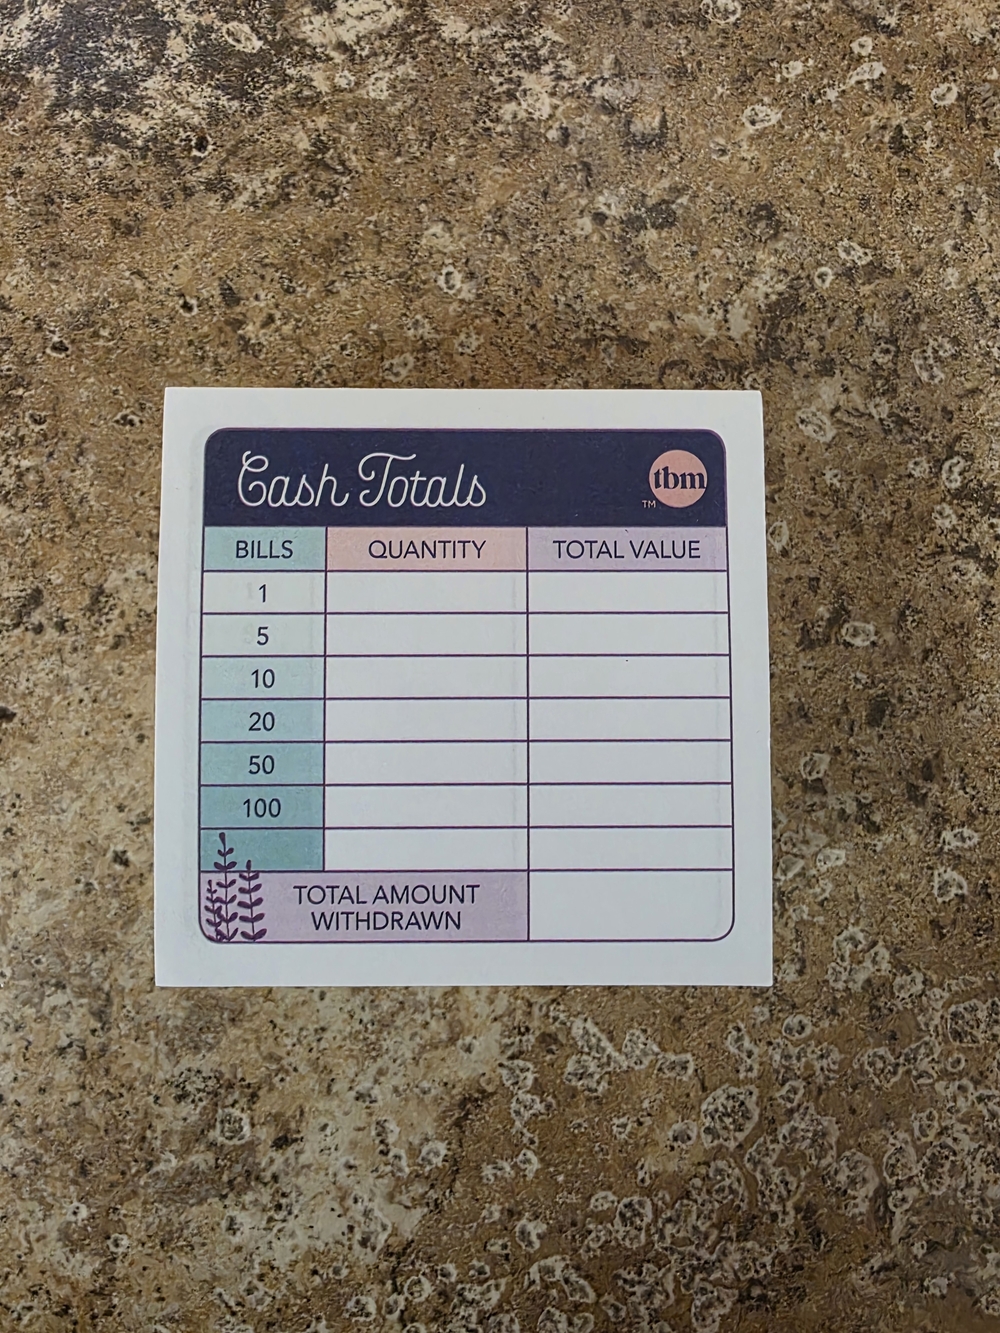 Cash Totals
tbm
TM
BILLS QUANTITY TOTAL VALUE
1
5
10
20
50
100
TOTAL AMOUNT
WITHDRAWN